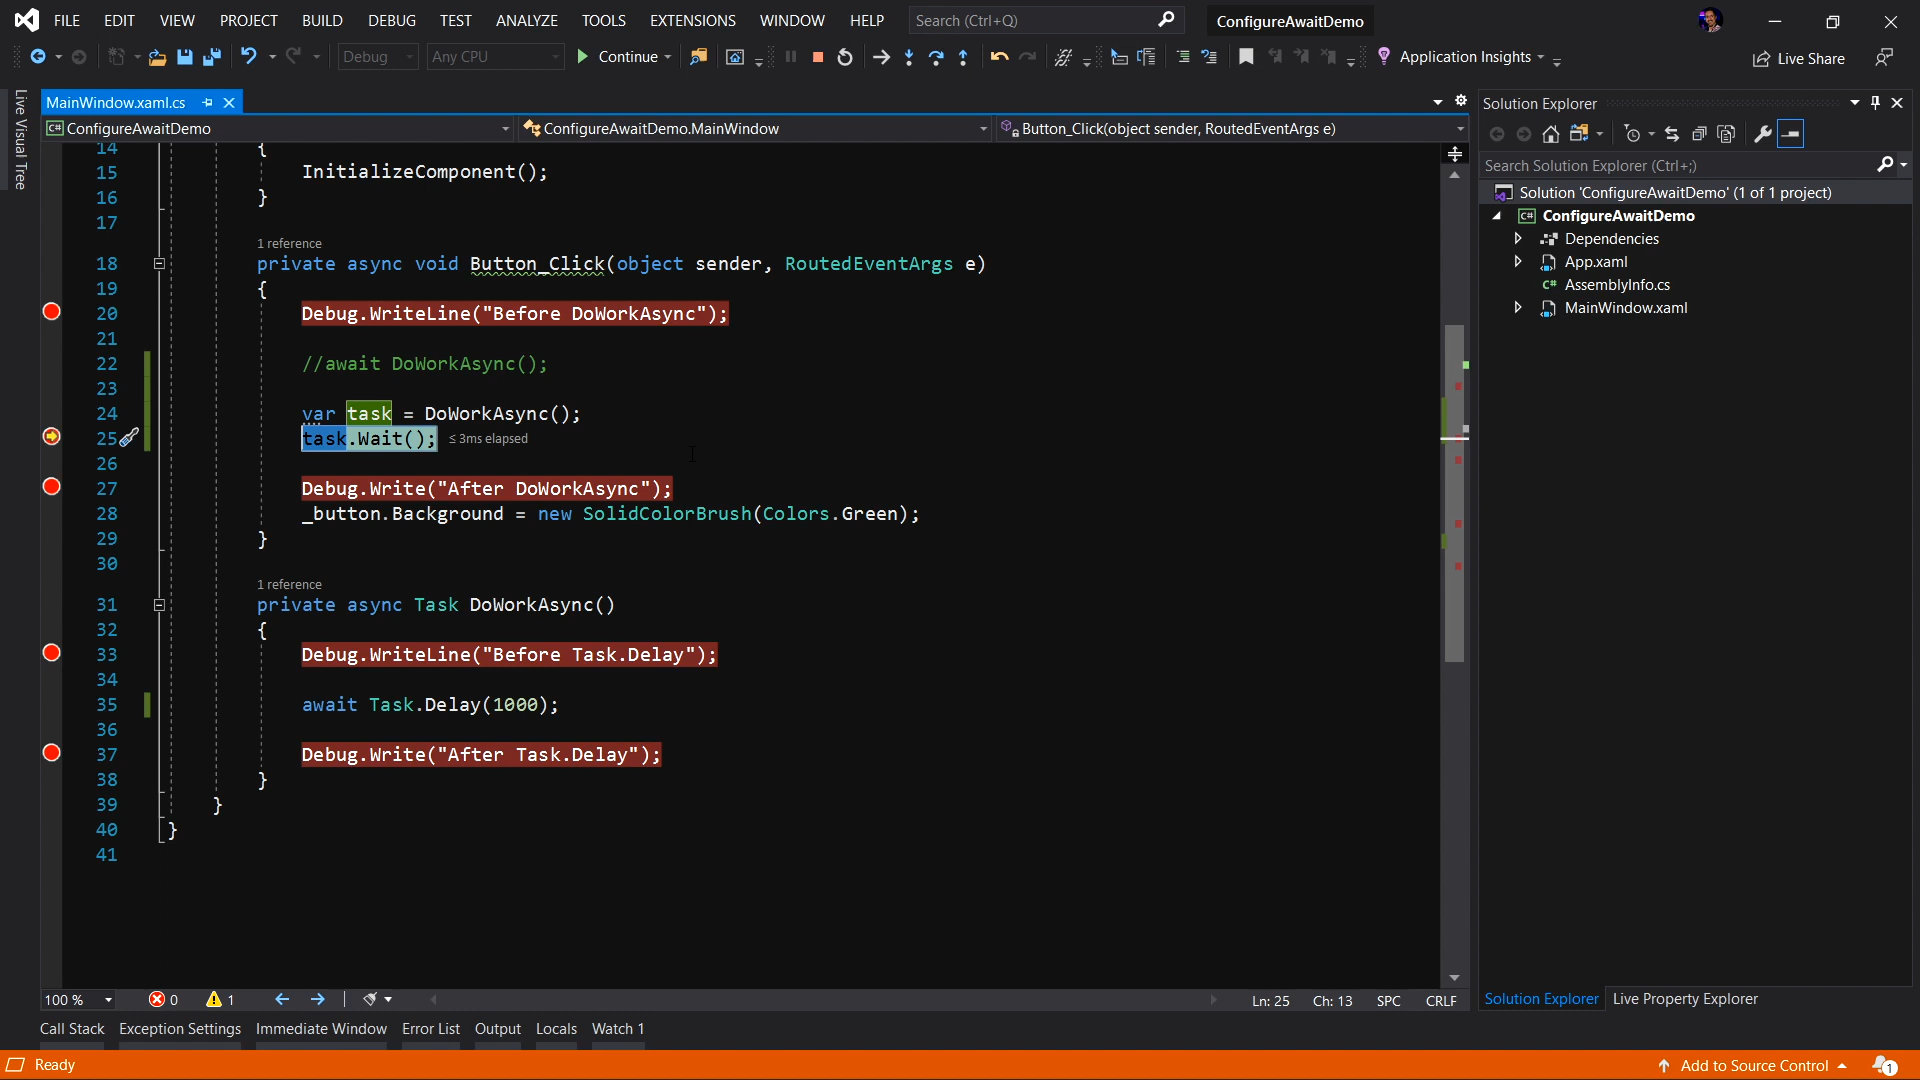 FILE EDIT VIEW PROJECT BUILD DEBUG TEST ANALYZE TOOLS EXTENSIONS WINDOW HELP Search (Ctrl+Q) ConfigureAwaitDemo
Debug Any CPU Continue Application Insights Live Share
Live Visual Tree
MainWindow.xaml.cs
C# ConfigureAwaitDemo ConfigureAwaitDemo.MainWindow Button_Click(object sender, RoutedEventArgs e)
14 {
15 InitializeComponent();
16 }
17
1 reference
18 private async void Button_Click(object sender, RoutedEventArgs e)
19 {
20 Debug.WriteLine("Before DoWorkAsync");
21
22 //await DoWorkAsync();
23
24 var task = DoWorkAsync();
25 task.Wait(); ≤ 3ms elapsed
26
27 Debug.Write("After DoWorkAsync");
28 _button.Background = new SolidColorBrush(Colors.Green);
29 }
30
1 reference
31 private async Task DoWorkAsync()
32 {
33 Debug.WriteLine("Before Task.Delay");
34
35 await Task.Delay(1000);
36
37 Debug.Write("After Task.Delay");
38 }
39 }
40 }
41
100 % 0 1 Ln: 25 Ch: 13 SPC CRLF
Call Stack Exception Settings Immediate Window Error List Output Locals Watch 1
Ready Add to Source Control 1
Solution Explorer
Search Solution Explorer (Ctrl+;)
Solution 'ConfigureAwaitDemo' (1 of 1 project)
C# ConfigureAwaitDemo
Dependencies
App.xaml
C# AssemblyInfo.cs
MainWindow.xaml
Solution Explorer Live Property Explorer